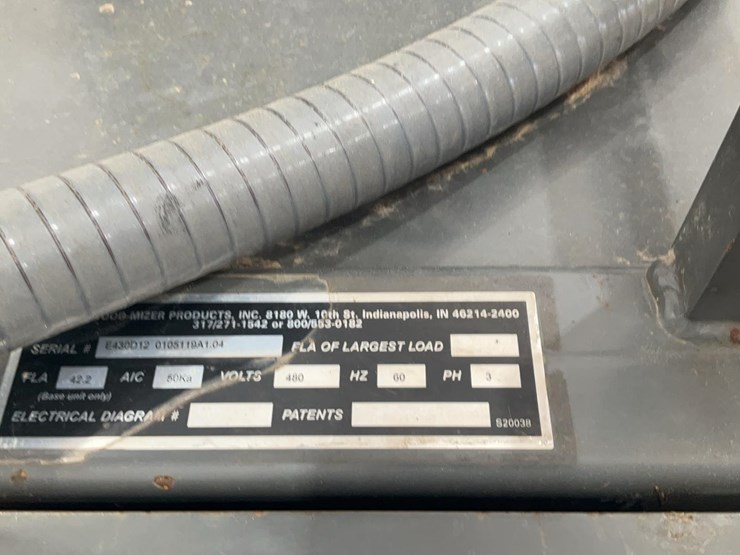 OOD-MIZER PRODUCTS, INC. 8180 W. 10th St. Indianapolis, IN 46214-2400
317/271-1542 or 800/653-0182
SERIAL # E430D12 0105119A1.04 FLA OF LARGEST LOAD
FLA 42.2 A/C 50Ka VOLTS 480 HZ 60 PH 3
(Base unit only)
ELECTRICAL DIAGRAM # PATENTS
S20038